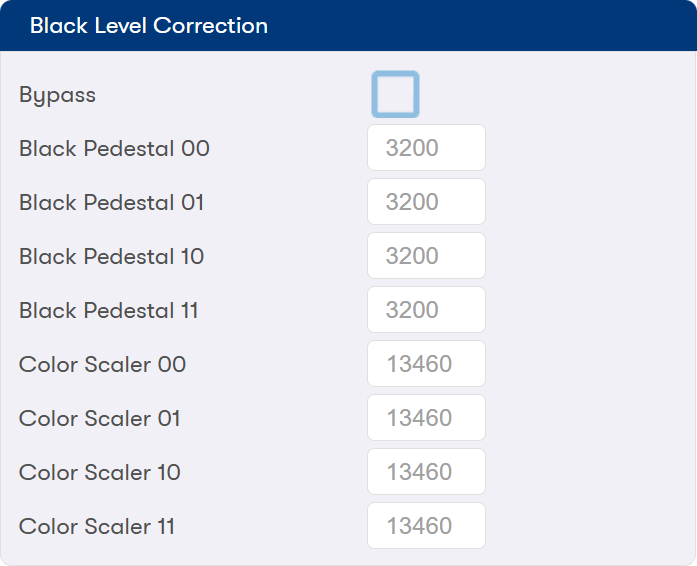 Black Level Correction
Bypass
Black Pedestal 00 3200
Black Pedestal 01 3200
Black Pedestal 10 3200
Black Pedestal 11 3200
Color Scaler 00 13460
Color Scaler 01 13460
Color Scaler 10 13460
Color Scaler 11 13460